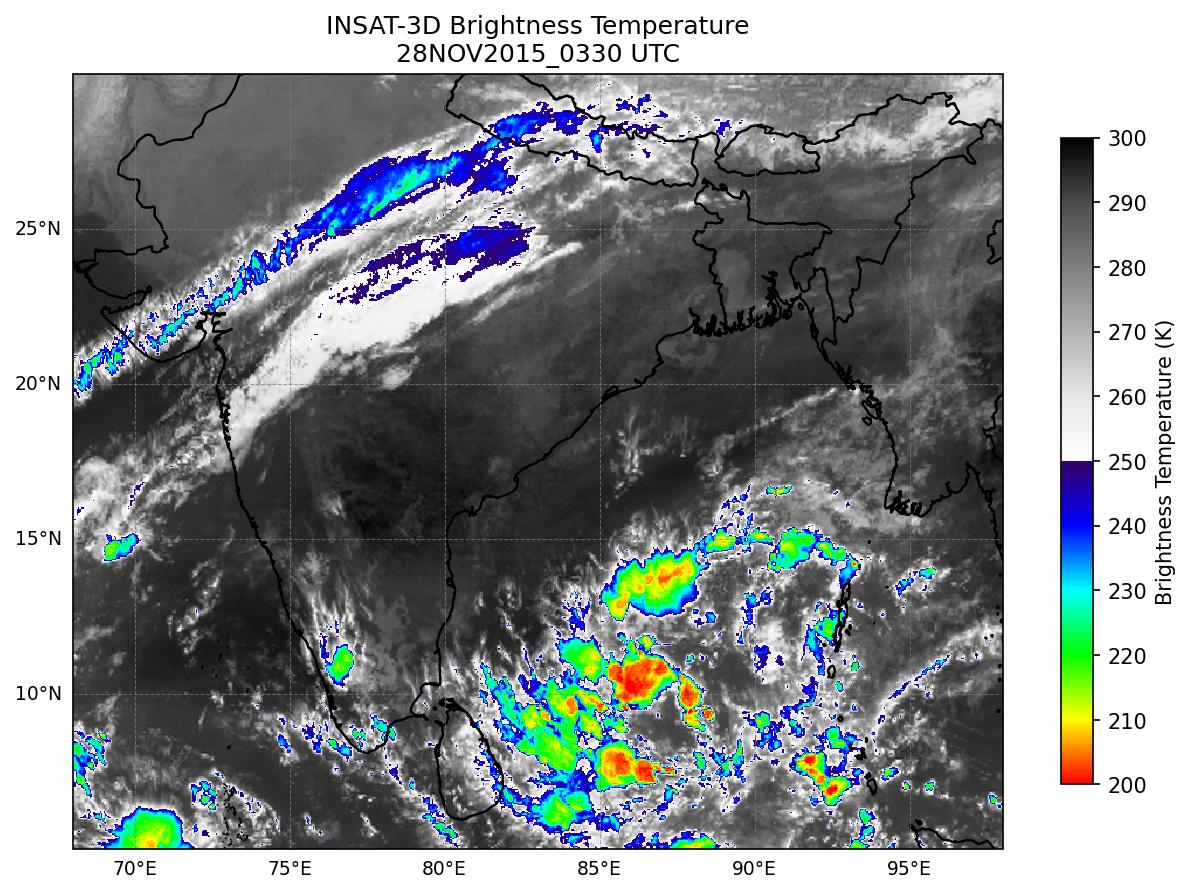 INSAT-3D Brightness Temperature
28NOV2015_0330 UTC
25°N
20°N
15°N
10°N
70°E
75°E
80°E
85°E
90°E
95°E
300
290
280
270
260
250
240
230
220
210
200
Brightness Temperature (K)